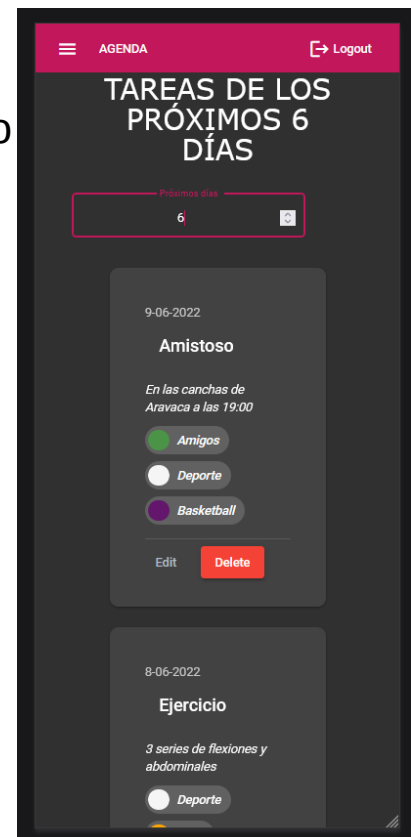 AGENDA
Logout
TAREAS DE LOS
PRÓXIMOS 6
DÍAS
Próximos días
6
9-06-2022
Amistoso
En las canchas de
Aravaca a las 19:00
Amigos
Deporte
Basketball
Edit
Delete
8-06-2022
Ejercicio
3 series de flexiones y
abdominales
Deporte